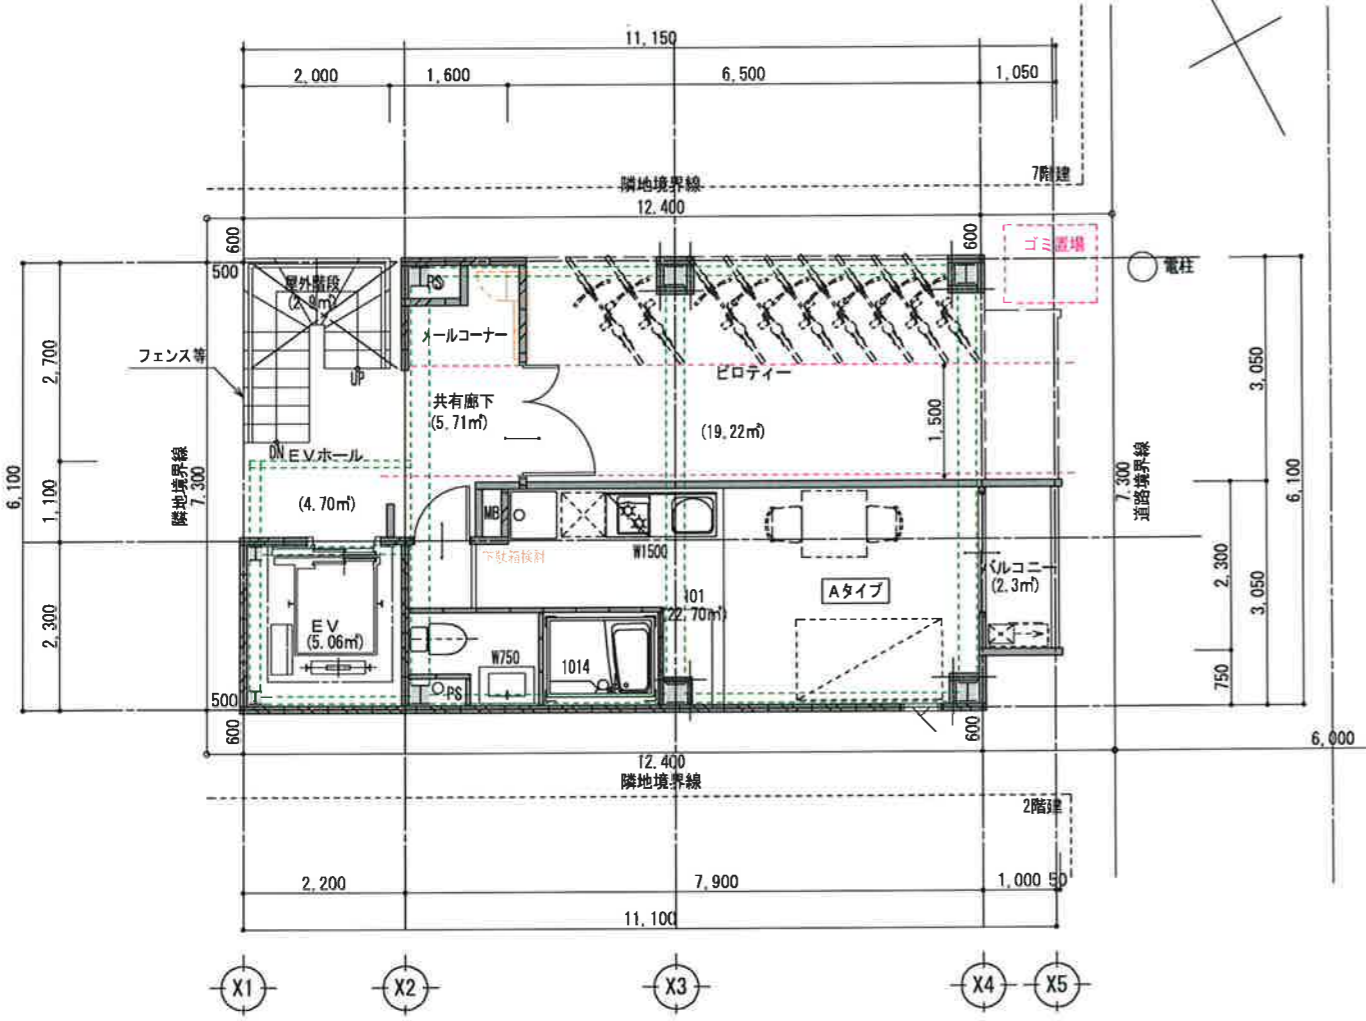 11,150
2,000
1,600
6,500
1,050
7階建
隣地境界線
12,400
600
600
ゴミ置場
電柱
500
屋外階段
(2.9㎡)
PS
メールコーナー
フェンス等
UP
ピロティー
2,700
3,050
共有廊下
(5.71㎡)
(19.22㎡)
1,500
DN
EVホール
隣地境界線
7,300
(4.70㎡)
6,100
1,100
7,300
道路境界線
6,100
MB
W1500
下駄箱検討
バルコニー
(2.3㎡)
101
(22.70㎡)
Aタイプ
2,300
3,050
2,300
EV
(5.06㎡)
W750
1014
PS
750
500
600
600
12,400
隣地境界線
6,000
2階建
2,200
7,900
1,000
50
11,100
X1
X2
X3
X4
X5